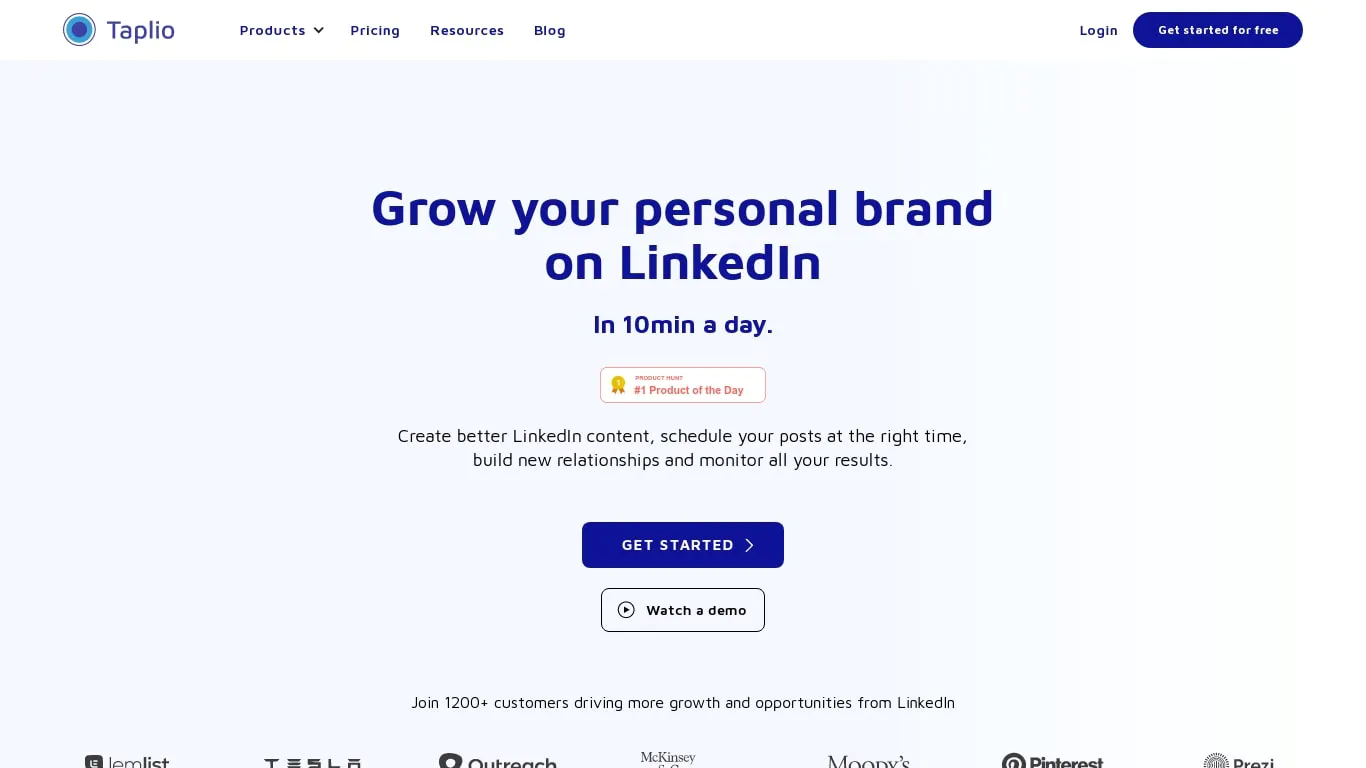 Taplio
Products
Pricing
Resources
Blog
Login
Get started for free
Grow your personal brand
on LinkedIn
In 10min a day.
1
PRODUCT HUNT
#1 Product of the Day
Create better LinkedIn content, schedule your posts at the right time,
build new relationships and monitor all your results.
GET STARTED
Watch a demo
Join 1200+ customers driving more growth and opportunities from LinkedIn
lemlist
TESLA
Outreach
McKinsey
Moody's
Pinterest
Prezi